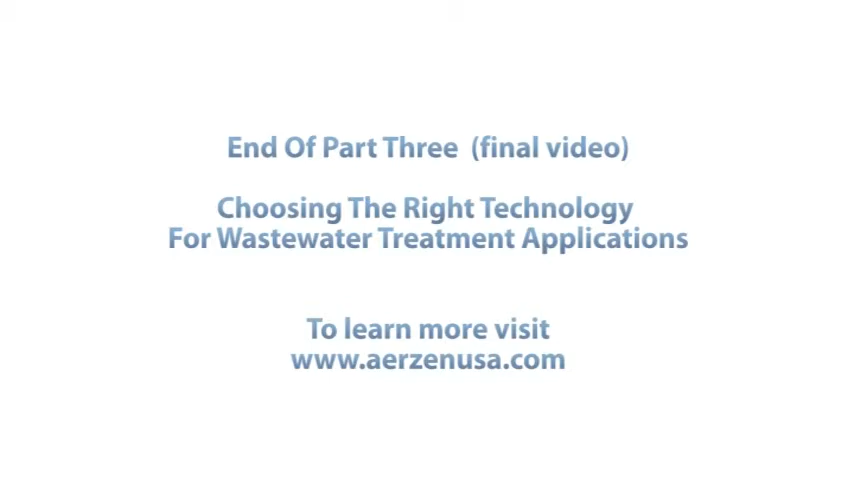 End Of Part Three (final video)
Choosing The Right Technology
For Wastewater Treatment Applications
To learn more visit
www.aerzenusa.com